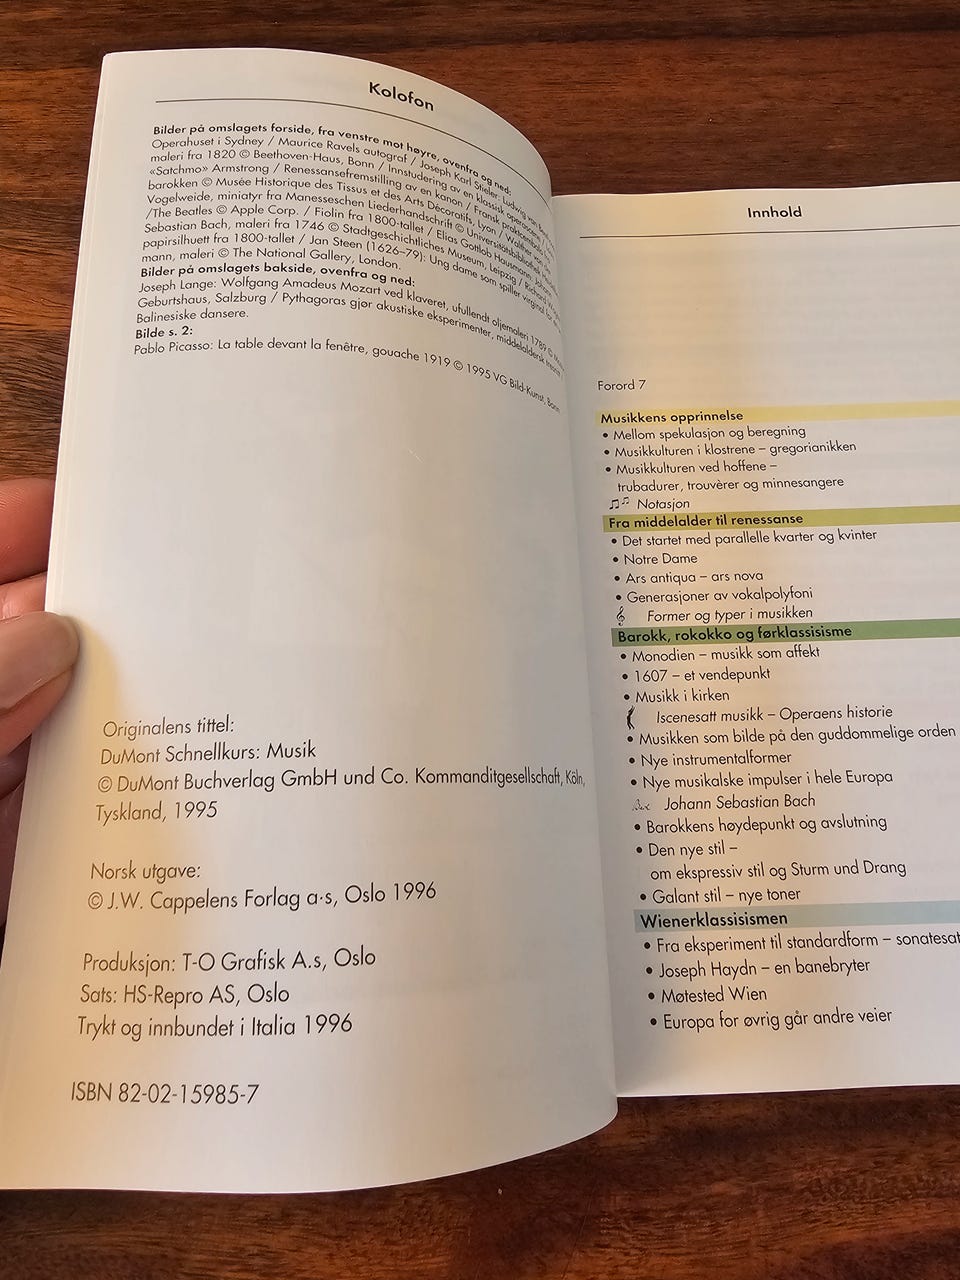 Kolofon
Bilder på omslagets forside, fra venstre mot høyre, ovenfra og ned:
Operahuset i Sydney / Maurice Ravels autograf / Joseph Karl Stieler: Ludwig van
maleri fra 1820 © Beethoven-Haus, Bonn / Innstudering av en klassisk operascene /
«Satchmo» Armstrong / Renessansefremstilling av en kanon / Fransk
barokken © Musée Historique des Tissus et des Arts Décoratifs, Lyon / Walther von der
Vogelweide, miniatyr fra Manesseschen Liederhandschrift © Universitätsbibliothek
/The Beatles © Apple Corp. / Fiolin fra 1800-tallet / Elias Gottlob Hausmann: Johann
Sebastian Bach, maleri fra 1746 © Stadtgeschichtliches Museum, Leipzig / Richard
papirsilhuett fra 1800-tallet / Jan Steen (1626–79): Ung dame som spiller virginal for en
mann, maleri © The National Gallery, London.
Bilder på omslagets bakside, ovenfra og ned:
Joseph Lange: Wolfgang Amadeus Mozart ved klaveret, ufullendt oljemaleri 1789 ©
Geburtshaus, Salzburg / Pythagoras gjør akustiske eksperimenter, middelaldersk
Balinesiske dansere.
Bilde s. 2:
Pablo Picasso: La table devant la fenêtre, gouache 1919 © 1995 VG Bild-Kunst, Bonn
Originalens tittel:
DuMont Schnellkurs: Musik
© DuMont Buchverlag GmbH und Co. Kommanditgesellschaft, Köln,
Tyskland, 1995
Norsk utgave:
© J.W. Cappelens Forlag a·s, Oslo 1996
Produksjon: T-O Grafisk A.s, Oslo
Sats: HS-Repro AS, Oslo
Trykt og innbundet i Italia 1996
ISBN 82-02-15985-7
Innhold
Forord 7
Musikkens opprinnelse
• Mellom spekulasjon og beregning
• Musikkulturen i klostrene – gregorianikken
• Musikkulturen ved hoffene –
trubadurer, trouvèrer og minnesangere
Notasjon
Fra middelalder til renessanse
• Det startet med parallelle kvarter og kvinter
• Notre Dame
• Ars antiqua – ars nova
• Generasjoner av vokalpolyfoni
Former og typer i musikken
Barokk, rokokko og førklassisisme
• Monodien – musikk som affekt
• 1607 – et vendepunkt
• Musikk i kirken
Iscenesatt musikk – Operaens historie
• Musikken som bilde på den guddommelige orden
• Nye instrumentalformer
• Nye musikalske impulser i hele Europa
Johann Sebastian Bach
• Barokkens høydepunkt og avslutning
• Den nye stil –
om ekspressiv stil og Sturm und Drang
• Galant stil – nye toner
Wienerklassisismen
• Fra eksperiment til standardform – sonatesat
• Joseph Haydn – en banebryter
• Møtested Wien
• Europa for øvrig går andre veier